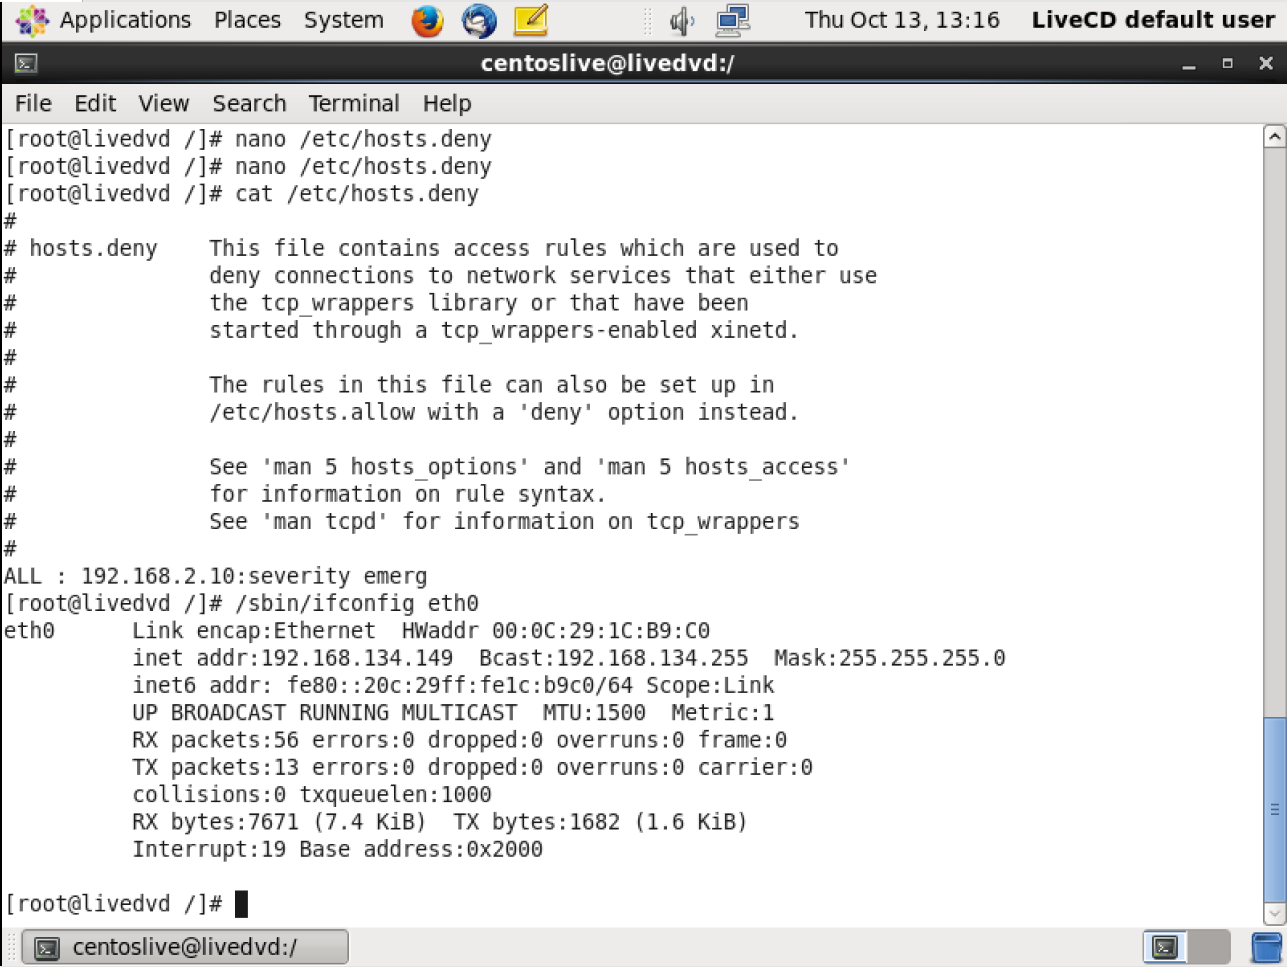 Applications Places System Thu Oct 13, 13:16 LiveCD default user
centoslive@livedvd:/
File Edit View Search Terminal Help
[root@livedvd /]# nano /etc/hosts.deny
[root@livedvd /]# nano /etc/hosts.deny
[root@livedvd /]# cat /etc/hosts.deny
#
# hosts.deny    This file contains access rules which are used to
#               deny connections to network services that either use
#               the tcp_wrappers library or that have been
#               started through a tcp_wrappers-enabled xinetd.
#
#               The rules in this file can also be set up in
#               /etc/hosts.allow with a 'deny' option instead.
#
#               See 'man 5 hosts_options' and 'man 5 hosts_access'
#               for information on rule syntax.
#               See 'man tcpd' for information on tcp_wrappers
#
ALL : 192.168.2.10:severity emerg
[root@livedvd /]# /sbin/ifconfig eth0
eth0      Link encap:Ethernet  HWaddr 00:0C:29:1C:B9:C0
          inet addr:192.168.134.149  Bcast:192.168.134.255  Mask:255.255.255.0
          inet6 addr: fe80::20c:29ff:fe1c:b9c0/64 Scope:Link
          UP BROADCAST RUNNING MULTICAST  MTU:1500  Metric:1
          RX packets:56 errors:0 dropped:0 overruns:0 frame:0
          TX packets:13 errors:0 dropped:0 overruns:0 carrier:0
          collisions:0 txqueuelen:1000
          RX bytes:7671 (7.4 KiB)  TX bytes:1682 (1.6 KiB)
          Interrupt:19 Base address:0x2000
[root@livedvd /]#
centoslive@livedvd:/